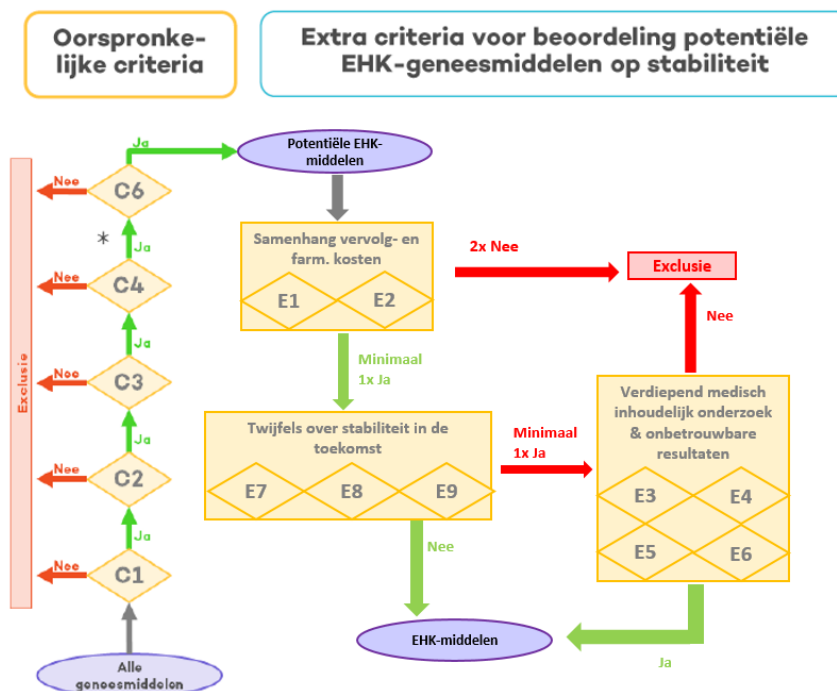 Oorspronke-
lijke criteria
Extra criteria voor beoordeling potentiële
EHK-geneesmiddelen op stabiliteit
Ja
Potentiële EHK-
middelen
Nee
C6
*
Ja
Nee
C4
Ja
Nee
C3
Ja
Nee
C2
Ja
Nee
C1
Exclusie
Alle
geneesmiddelen
Samenhang vervolg- en
farm. kosten
E1
E2
2x Nee
Exclusie
Nee
Minimaal
1x Ja
Twijfels over stabiliteit in de
toekomst
E7
E8
E9
Minimaal
1x Ja
Verdiepend medisch
inhoudelijk onderzoek
& onbetrouwbare
resultaten
E3
E4
E5
E6
Nee
EHK-middelen
Ja